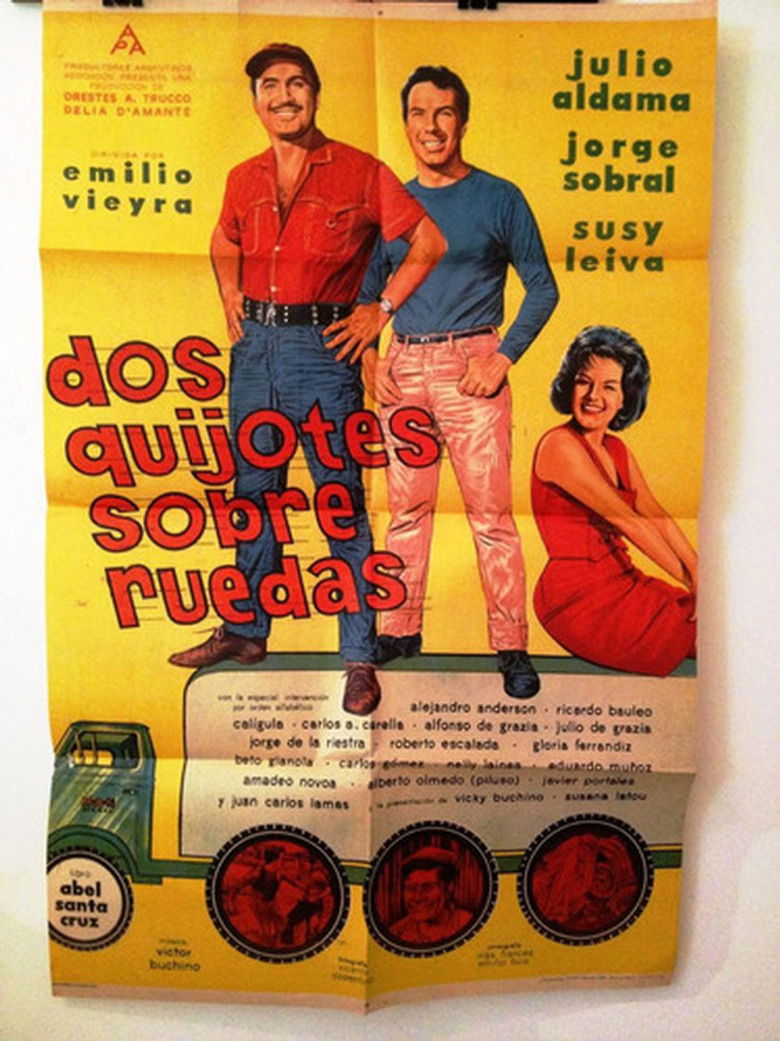 APA
PRODUCTORES ARGENTINOS
ASOCIADOS PRESENTA UNA
PRODUCCION DE
ORESTES A. TRUCCO
DELIA D'AMANTE
DIRIGIDA POR
emilio
vieyra
julio
aldama
jorge
sobral
susy
leiva
dos
quijotes
sobre
ruedas
con la especial intervención
por orden alfabético
alejandro anderson · ricardo bauleo
calígula · carlos a. carella · alfonso de grazia · julio de grazia
jorge de la riestra · roberto escalada · gloria ferrandiz
beto gianola · carlos gómez · nelly laines · eduardo muñoz
amadeo novoa · alberto olmedo (piluso) · javier portales
y juan carlos lamas la presentación de vicky buchino · susana latou
libro:
abel
santa
cruz
música:
victor
buchino